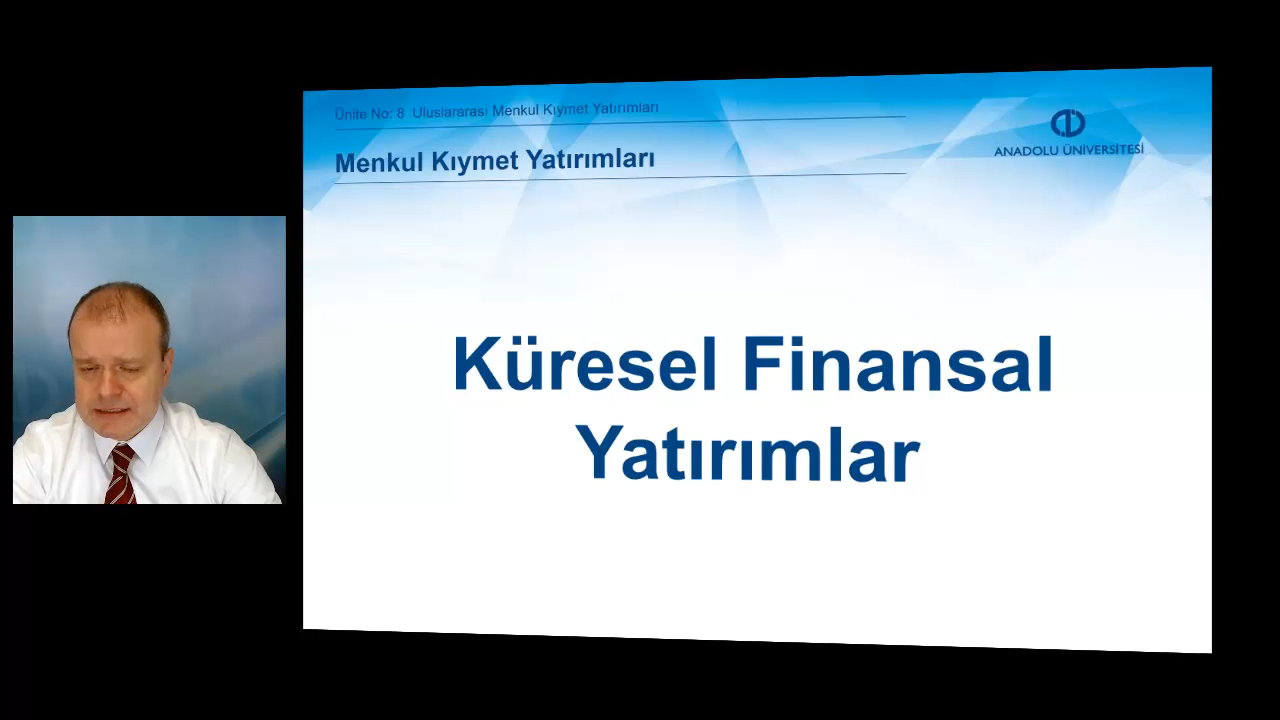 Ünite No: 8 Uluslararası Menkul Kıymet Yatırımları
Menkul Kıymet Yatırımları
ANADOLU ÜNİVERSİTESİ
Küresel Finansal
Yatırımlar